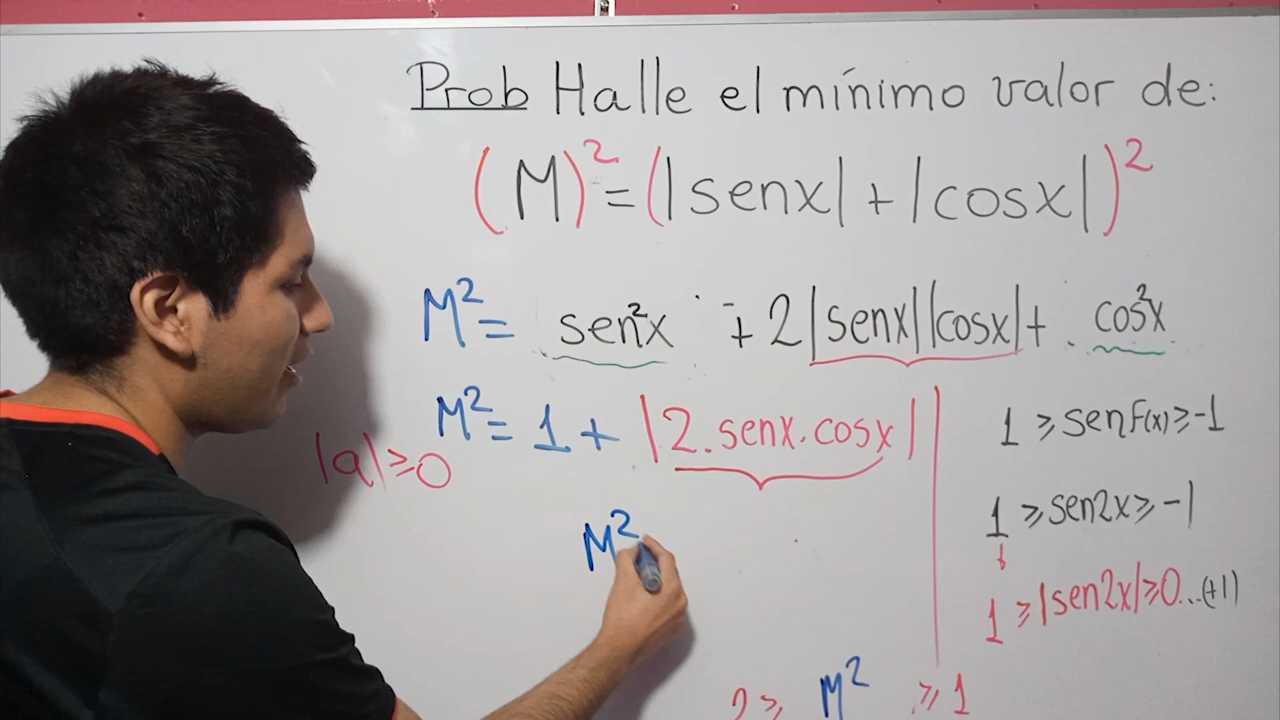 Prob Halle el mínimo valor de:
(M)² = (|senx| + |cosx|)²
M² = sen²x + 2|senx||cosx| + cos²x
M² = 1 + |2.senx.cosx|
|a| ≥ 0
1 ≥ senf(x) ≥ -1
1 ≥ sen2x ≥ -1
1 ≥ |sen2x| ≥ 0...(+1)
M²
2 ≥ M² ≥ 1